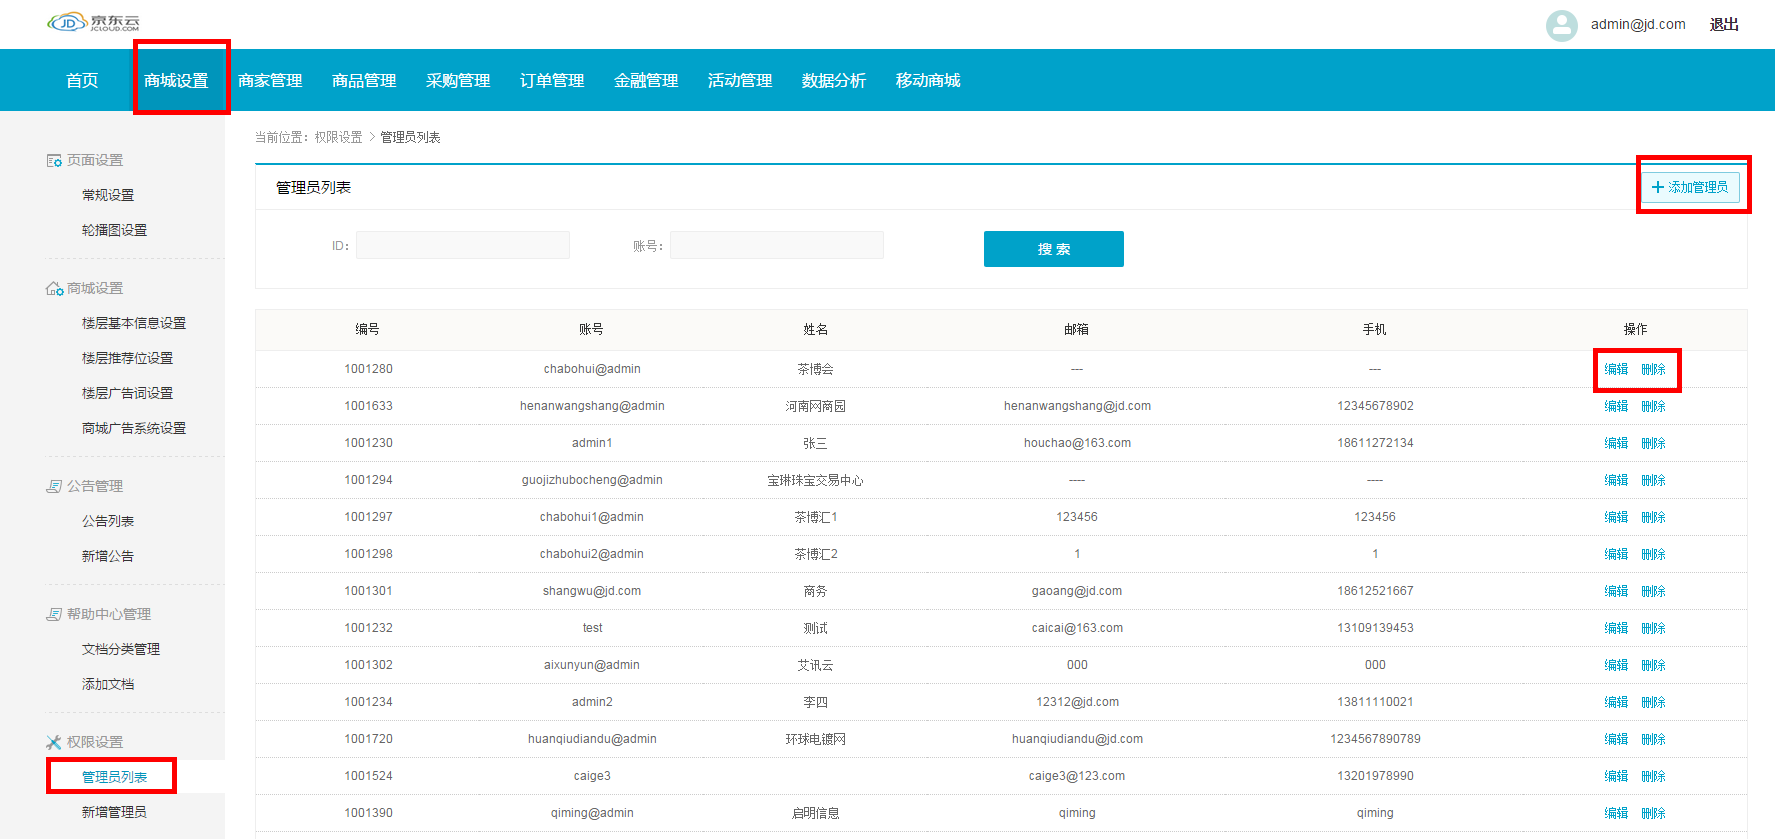 京东云
JCLOUD.COM
admin@jd.com 退出
首页 商城设置 商家管理 商品管理 采购管理 订单管理 金融管理 活动管理 数据分析 移动商城
当前位置：权限设置 > 管理员列表
页面设置
常规设置
轮播图设置
商城设置
楼层基本信息设置
楼层推荐位设置
楼层广告词设置
商城广告系统设置
公告管理
公告列表
新增公告
帮助中心管理
文档分类管理
添加文档
权限设置
管理员列表
新增管理员
管理员列表 + 添加管理员
ID： 账号： 搜 索
编号 账号 姓名 邮箱 手机 操作
1001280 chabohui@admin 茶博会 --- --- 编辑 删除
1001633 henanwangshang@admin 河南网商园 henanwangshang@jd.com 12345678902 编辑 删除
1001230 admin1 张三 houchao@163.com 18611272134 编辑 删除
1001294 guojizhubocheng@admin 宝琳珠宝交易中心 ---- ---- 编辑 删除
1001297 chabohui1@admin 茶博汇1 123456 123456 编辑 删除
1001298 chabohui2@admin 茶博汇2 1 1 编辑 删除
1001301 shangwu@jd.com 商务 gaoang@jd.com 18612521667 编辑 删除
1001232 test 测试 caicai@163.com 13109139453 编辑 删除
1001302 aixunyun@admin 艾讯云 000 000 编辑 删除
1001234 admin2 李四 12312@jd.com 13811110021 编辑 删除
1001720 huanqiudiandu@admin 环球电镀网 huanqiudiandu@jd.com 1234567890789 编辑 删除
1001524 caige3 caige3@123.com 13201978990 编辑 删除
1001390 qiming@admin 启明信息 qiming qiming 编辑 删除